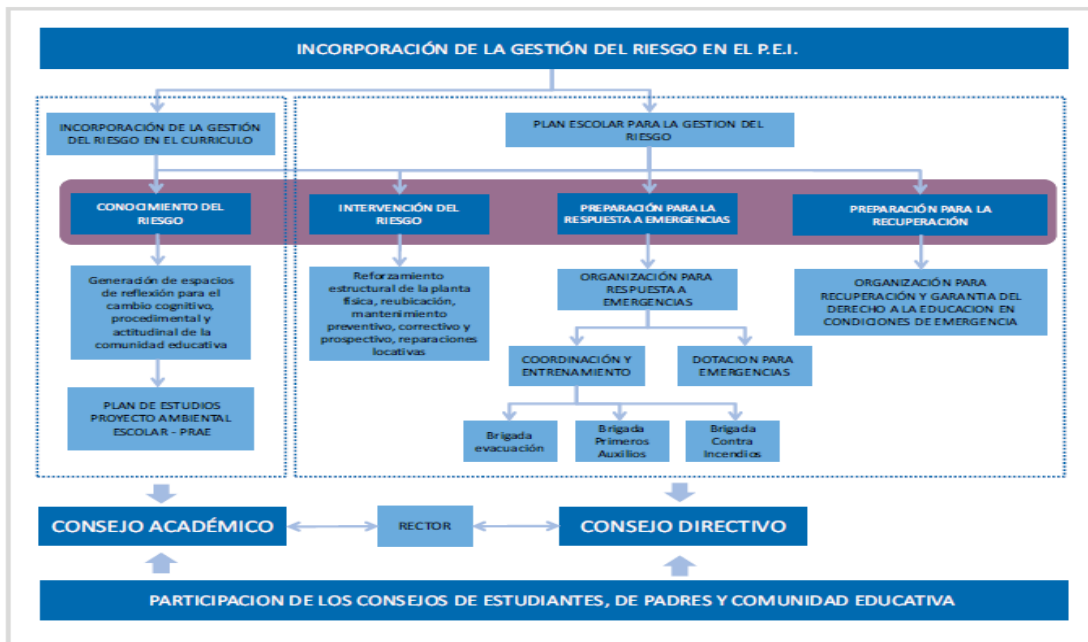 INCORPORACIÓN DE LA GESTIÓN DEL RIESGO EN EL P.E.I.
INCORPORACIÓN DE LA GESTIÓN
DEL RIESGO EN EL CURRICULO
PLAN ESCOLAR PARA LA GESTION DEL
RIESGO
CONOCIMIENTO DEL
RIESGO
INTERVENCIÓN DEL
RIESGO
PREPARACIÓN PARA LA
RESPUESTA A EMERGENCIAS
PREPARACIÓN PARA LA
RECUPERACIÓN
Generación de espacios
de reflexión para el
cambio cognitivo,
procedimental y
actitudinal de la
comunidad educativa
Reforzamiento
estructural de la planta
física, reubicación,
mantenimiento
preventivo, correctivo y
prospectivo, reparaciones
locativas
ORGANIZACIÓN PARA
RESPUESTA A
EMERGENCIAS
ORGANIZACIÓN PARA
RECUPERACIÓN Y GARANTIA DEL
DERECHO A LA EDUCACION EN
CONDICIONES DE EMERGENCIA
COORDINACIÓN Y
ENTRENAMIENTO
DOTACION PARA
EMERGENCIAS
PLAN DE ESTUDIOS
PROYECTO AMBIENTAL
ESCOLAR - PRAE
Brigada
evacuación
Brigada
Primeros
Auxilios
Brigada
Contra
Incendios
CONSEJO ACADÉMICO
RECTOR
CONSEJO DIRECTIVO
PARTICIPACION DE LOS CONSEJOS DE ESTUDIANTES, DE PADRES Y COMUNIDAD EDUCATIVA